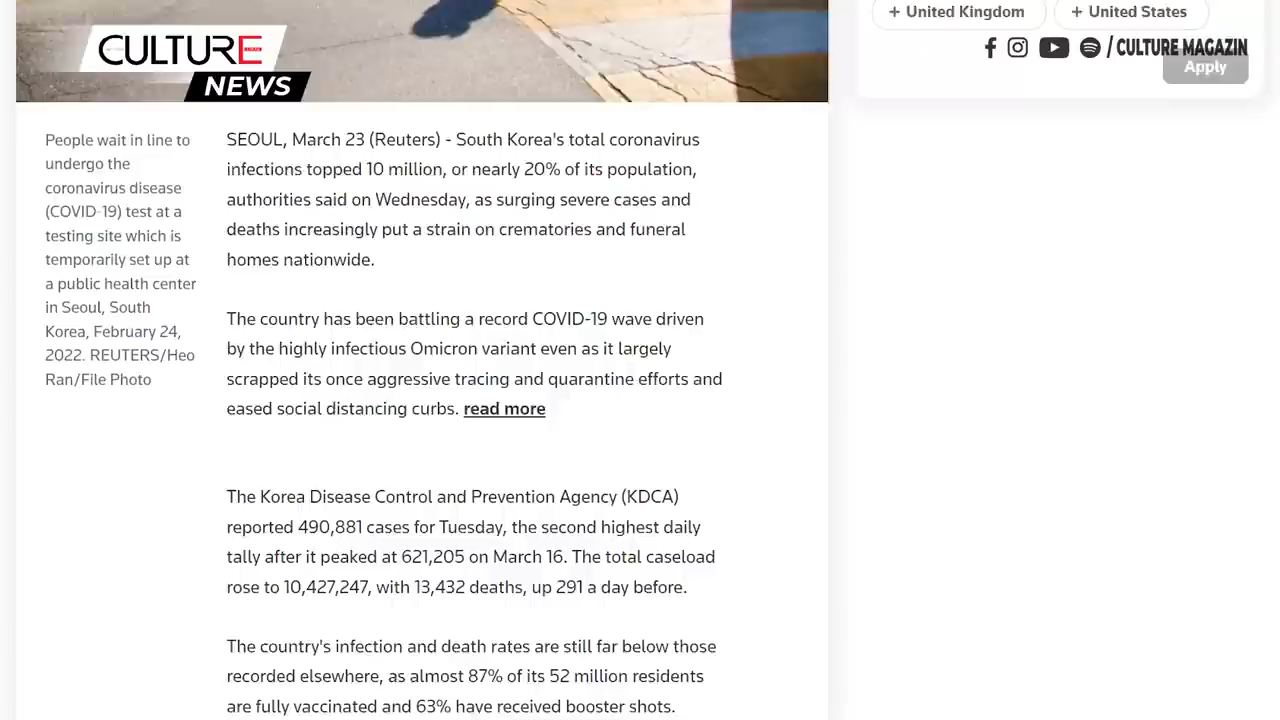 + United Kingdom
+ United States
/ CULTURE MAGAZIN
Apply
CULTURE
NEWS
People wait in line to
undergo the
coronavirus disease
(COVID-19) test at a
testing site which is
temporarily set up at
a public health center
in Seoul, South
Korea, February 24,
2022. REUTERS/Heo
Ran/File Photo
SEOUL, March 23 (Reuters) - South Korea's total coronavirus
infections topped 10 million, or nearly 20% of its population,
authorities said on Wednesday, as surging severe cases and
deaths increasingly put a strain on crematories and funeral
homes nationwide.
The country has been battling a record COVID-19 wave driven
by the highly infectious Omicron variant even as it largely
scrapped its once aggressive tracing and quarantine efforts and
eased social distancing curbs. read more
The Korea Disease Control and Prevention Agency (KDCA)
reported 490,881 cases for Tuesday, the second highest daily
tally after it peaked at 621,205 on March 16. The total caseload
rose to 10,427,247, with 13,432 deaths, up 291 a day before.
The country's infection and death rates are still far below those
recorded elsewhere, as almost 87% of its 52 million residents
are fully vaccinated and 63% have received booster shots.